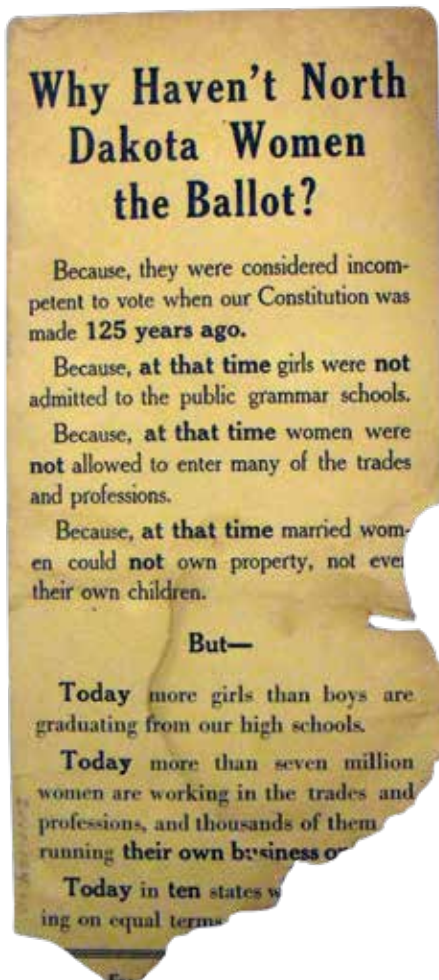 Why Haven't North
Dakota Women
the Ballot?
Because, they were considered incom-
petent to vote when our Constitution was
made 125 years ago.
Because, at that time girls were not
admitted to the public grammar schools.
Because, at that time women were
not allowed to enter many of the trades
and professions.
Because, at that time married wom-
en could not own property, not even
their own children.
But—
Today more girls than boys are
graduating from our high schools.
Today more than seven million
women are working in the trades and
professions, and thousands of them
running their own business or
Today in ten states
ing on equal terms